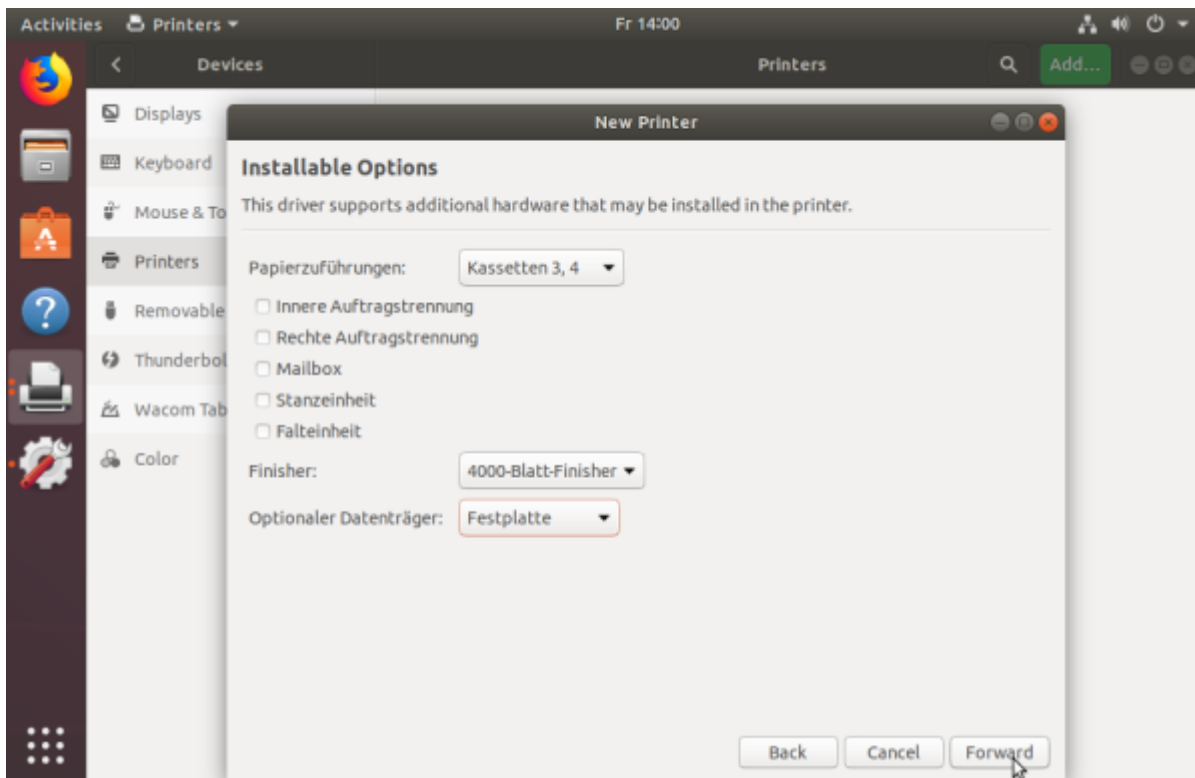 Activities Printers Fr 14:00
Devices Printers Add...
Displays
Keyboard
Mouse & To
Printers
Removable
Thunderbol
Wacom Tab
Color
New Printer
Installable Options
This driver supports additional hardware that may be installed in the printer.
Papierzuführungen: Kassetten 3, 4
Innere Auftragstrennung
Rechte Auftragstrennung
Mailbox
Stanzeinheit
Falteinheit
Finisher: 4000-Blatt-Finisher
Optionaler Datenträger: Festplatte
Back Cancel Forward